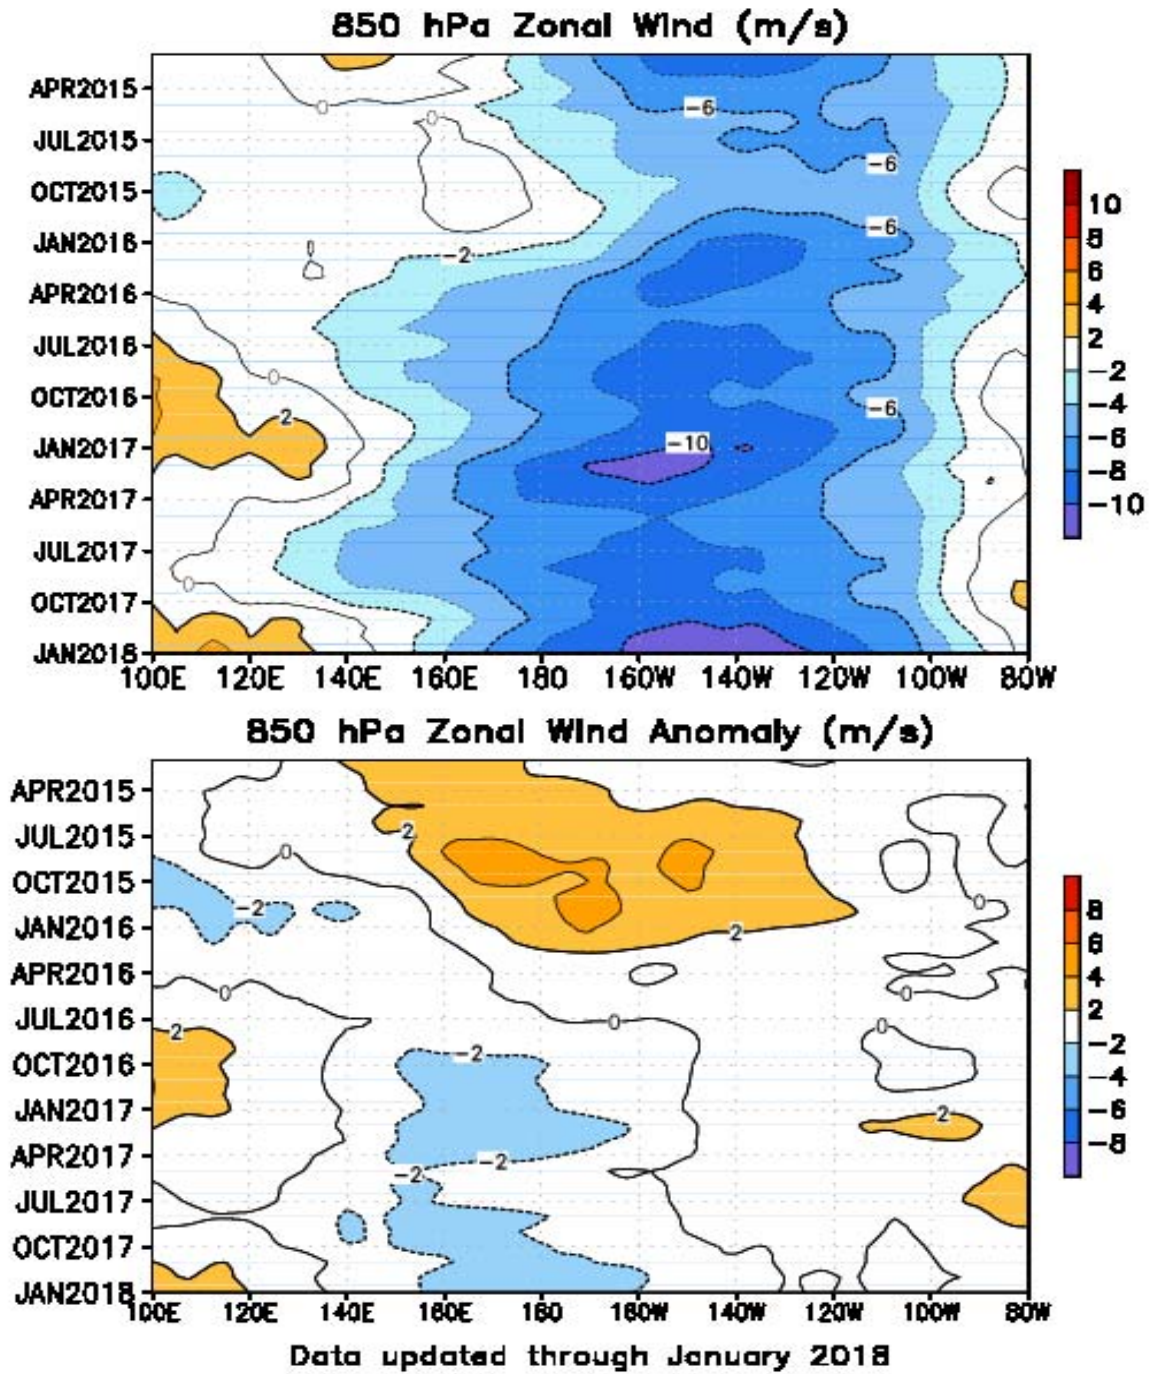 850 hPa Zonal Wind (m/s)
APR2015
JUL2015
OCT2015
JAN2016
APR2016
JUL2016
OCT2016
JAN2017
APR2017
JUL2017
OCT2017
JAN2018
0
0
-6
-6
-6
-2
0
2
-6
-10
0
100E 120E 140E 160E 180 160W 140W 120W 100W 80W
10
8
6
4
2
-2
-4
-6
-8
-10
850 hPa Zonal Wind Anomaly (m/s)
APR2015
JUL2015
OCT2015
JAN2016
APR2016
JUL2016
OCT2016
JAN2017
APR2017
JUL2017
OCT2017
JAN2018
2
0
-2
0
2
0
0
0
0
2
-2
2
-2
-2
100E 120E 140E 160E 180 160W 140W 120W 100W 80W
8
6
4
2
-2
-4
-6
-8
Data updated through January 2018